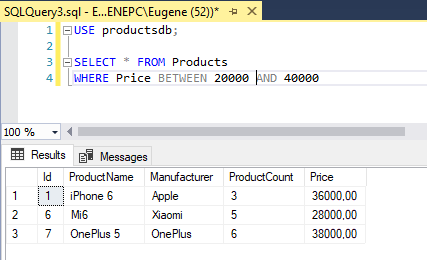 SQLQuery3.sql - E...ENEPC\Eugene (52))*
1 USE productsdb;
2
3 SELECT * FROM Products
4 WHERE Price BETWEEN 20000 AND 40000
100 %
Results Messages
Id ProductName Manufacturer ProductCount Price
1 1 iPhone 6 Apple 3 36000,00
2 6 Mi6 Xiaomi 5 28000,00
3 7 OnePlus 5 OnePlus 6 38000,00